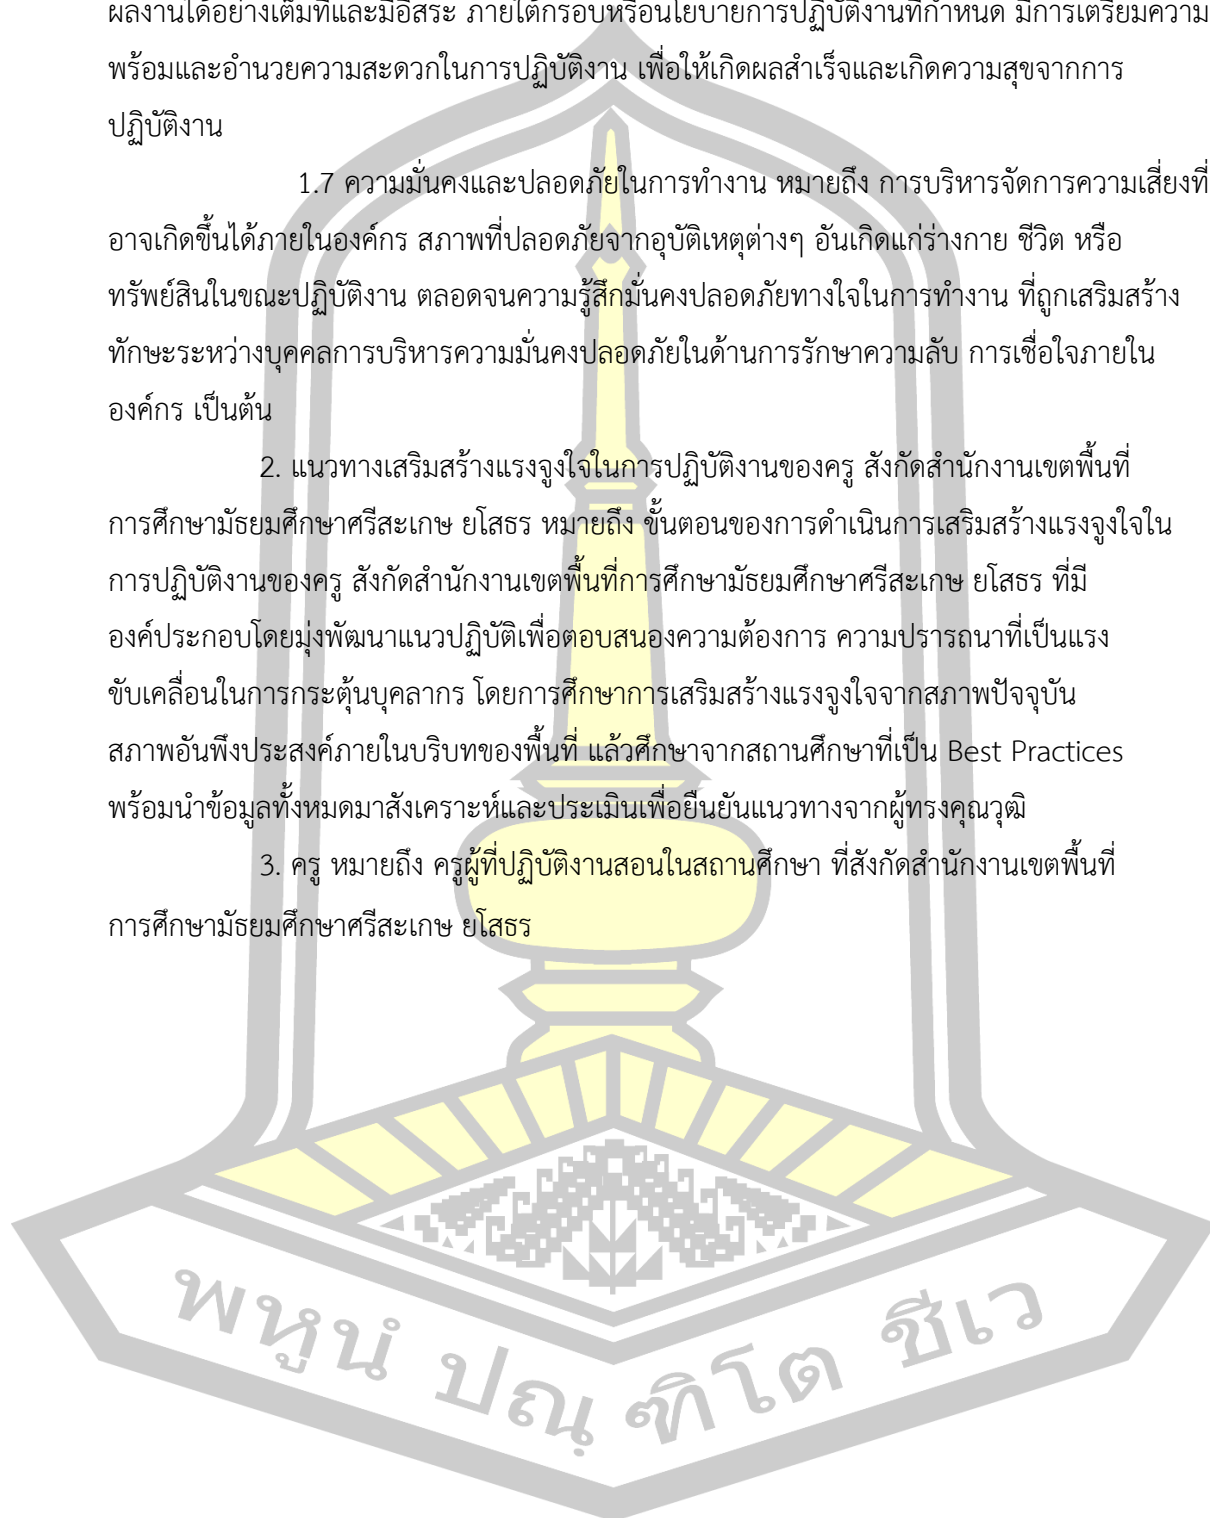 ผลงานได้อย่างเต็มที่และมีอิสระ ภายใต้กรอบหรือนโยบายการปฏิบัติงานที่กำหนด มีการเตรียมความ
พร้อมและอำนวยความสะดวกในการปฏิบัติงาน เพื่อให้เกิดผลสำเร็จและเกิดความสุขจากการ
ปฏิบัติงาน
1.7 ความมั่นคงและปลอดภัยในการทำงาน หมายถึง การบริหารจัดการความเสี่ยงที่
อาจเกิดขึ้นได้ภายในองค์กร สภาพที่ปลอดภัยจากอุบัติเหตุต่างๆ อันเกิดแก่ร่างกาย ชีวิต หรือ
ทรัพย์สินในขณะปฏิบัติงาน ตลอดจนความรู้สึกมั่นคงปลอดภัยทางใจในการทำงาน ที่ถูกเสริมสร้าง
ทักษะระหว่างบุคคลการบริหารความมั่นคงปลอดภัยในด้านการรักษาความลับ การเชื่อใจภายใน
องค์กร เป็นต้น
2. แนวทางเสริมสร้างแรงจูงใจในการปฏิบัติงานของครู สังกัดสำนักงานเขตพื้นที่
การศึกษามัธยมศึกษาศรีสะเกษ ยโสธร หมายถึง ขั้นตอนของการดำเนินการเสริมสร้างแรงจูงใจใน
การปฏิบัติงานของครู สังกัดสำนักงานเขตพื้นที่การศึกษามัธยมศึกษาศรีสะเกษ ยโสธร ที่มี
องค์ประกอบโดยมุ่งพัฒนาแนวปฏิบัติเพื่อตอบสนองความต้องการ ความปรารถนาที่เป็นแรง
ขับเคลื่อนในการกระตุ้นบุคลากร โดยการศึกษาการเสริมสร้างแรงจูงใจจากสภาพปัจจุบัน
สภาพอันพึงประสงค์ภายในบริบทของพื้นที่ แล้วศึกษาจากสถานศึกษาที่เป็น Best Practices
พร้อมนำข้อมูลทั้งหมดมาสังเคราะห์และประเมินเพื่อยืนยันแนวทางจากผู้ทรงคุณวุฒิ
3. ครู หมายถึง ครูผู้ที่ปฏิบัติงานสอนในสถานศึกษา ที่สังกัดสำนักงานเขตพื้นที่
การศึกษามัธยมศึกษาศรีสะเกษ ยโสธร
พหูนํ ปณฺฑิโต ชีเว